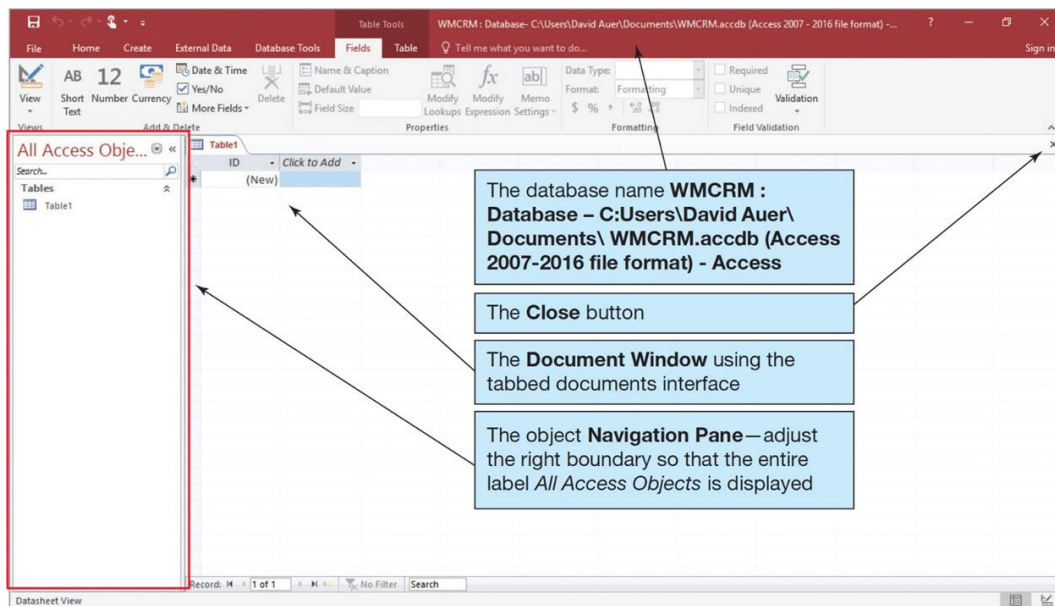 Table Tools WMCRM : Database- C:\Users\David Auer\Documents\WMCRM.accdb (Access 2007 - 2016 file format) -... ?
File Home Create External Data Database Tools Fields Table Tell me what you want to do... Sign in
View
Views
AB Short Text
12 Number
Currency
Date & Time
Yes/No
More Fields
Delete
Add & Delete
Name & Caption
Default Value
Field Size
Modify Lookups
fx Modify Expression
ab Memo Settings
Properties
Data Type:
Format: Formatting
$ % , .0 .00
Formatting
Required
Unique
Indexed
Validation
Field Validation
All Access Obje... «
Search...
Tables
Table1
Table1
ID Click to Add
(New)
The database name WMCRM :
Database – C:Users\David Auer\
Documents\ WMCRM.accdb (Access
2007-2016 file format) - Access
The Close button
The Document Window using the
tabbed documents interface
The object Navigation Pane—adjust
the right boundary so that the entire
label All Access Objects is displayed
Record: 1 of 1 No Filter Search
Datasheet View